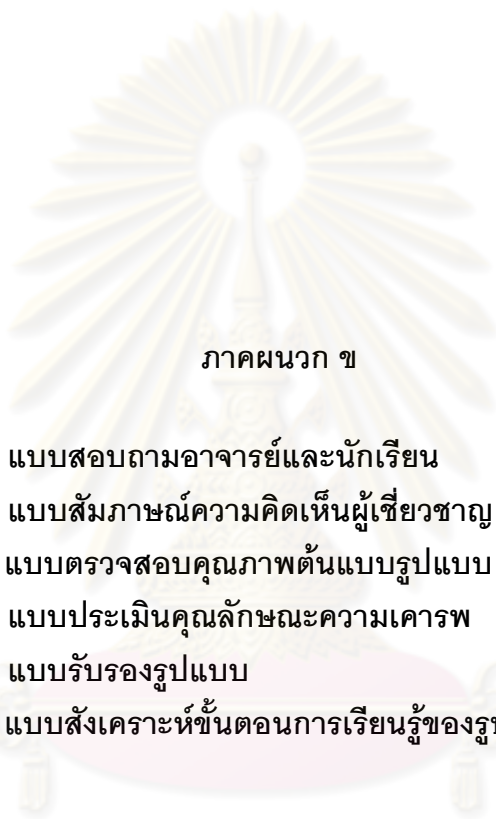 ภาคผนวก ข
แบบสอบถามอาจารย์และนักเรียน
แบบสัมภาษณ์ความคิดเห็นผู้เชี่ยวชาญ
แบบตรวจสอบคุณภาพต้นแบบรูปแบบ
แบบประเมินคุณลักษณะความเคารพ
แบบรับรองรูปแบบ
แบบสังเคราะห์ขั้นตอนการเรียนรู้ของ